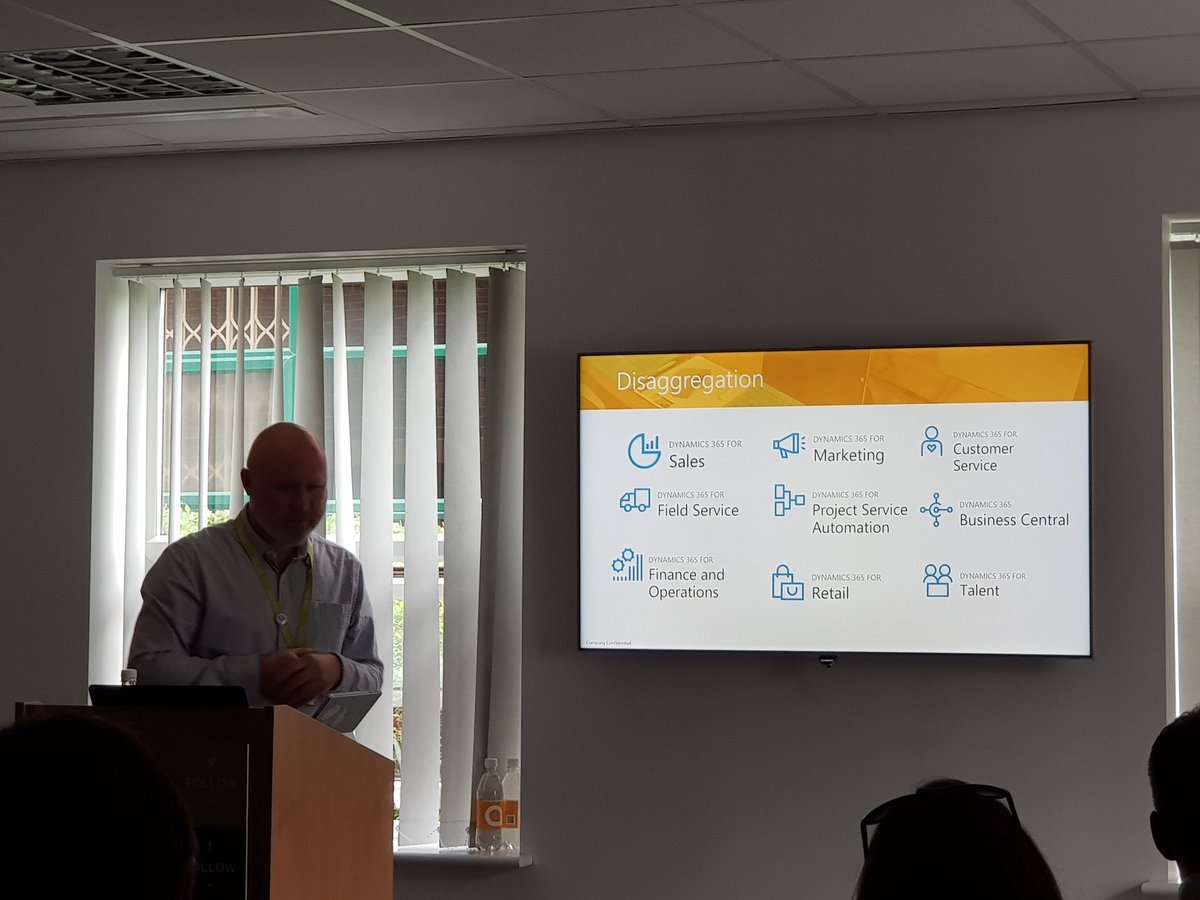 Disaggregation
DYNAMICS 365 FOR
Sales
DYNAMICS 365 FOR
Marketing
DYNAMICS 365 FOR
Customer
Service
DYNAMICS 365 FOR
Field Service
DYNAMICS 365 FOR
Project Service
Automation
DYNAMICS 365
Business Central
DYNAMICS 365 FOR
Finance and
Operations
DYNAMICS 365 FOR
Retail
DYNAMICS 365 FOR
Talent
Company Confidential
FOLLOW
FOLLOW